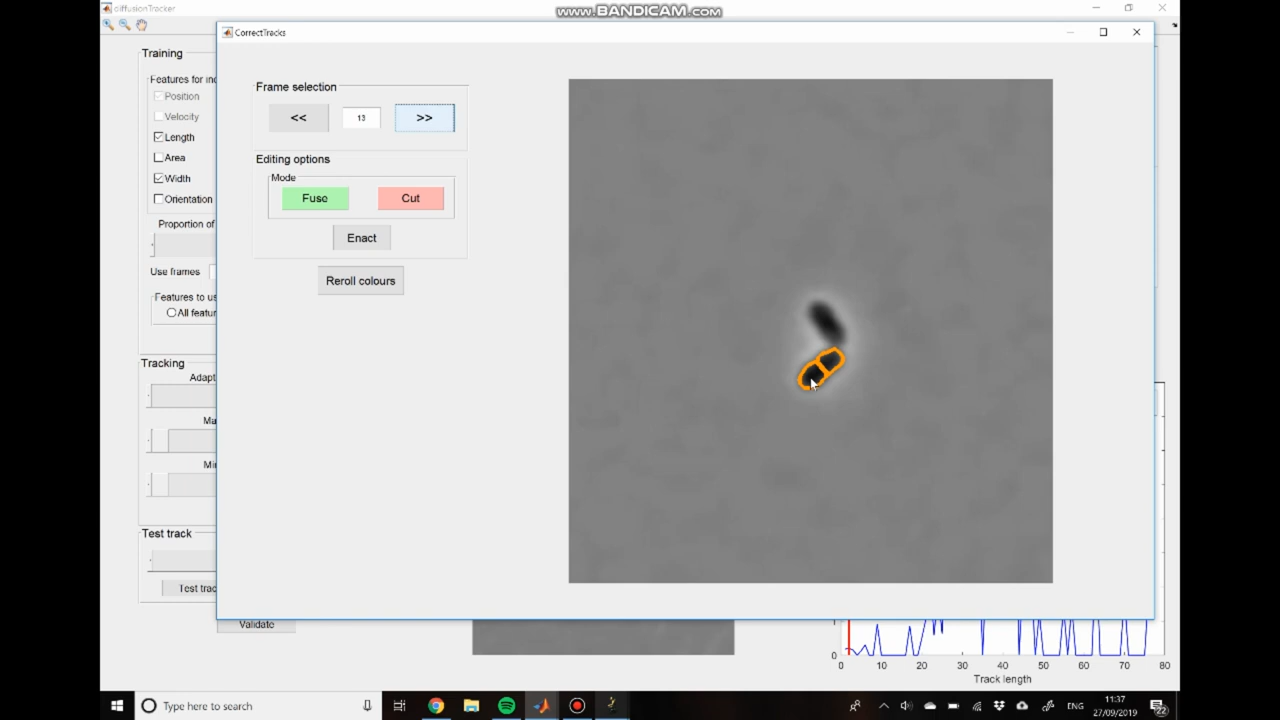 www.BANDICAM.com
diffusionTracker
CorrectTracks
Training
Features for in
Position
Velocity
Length
Area
Width
Orientation
Proportion of
Use frames
Features to us
All featur
Tracking
Adapt
Ma
Mi
Test track
Test trac
Validate
Frame selection
<<
13
>>
Editing options
Mode
Fuse
Cut
Enact
Reroll colours
0
0 10 20 30 40 50 60 70 80
Track length
Type here to search
ENG
11:37
27/09/2019
22